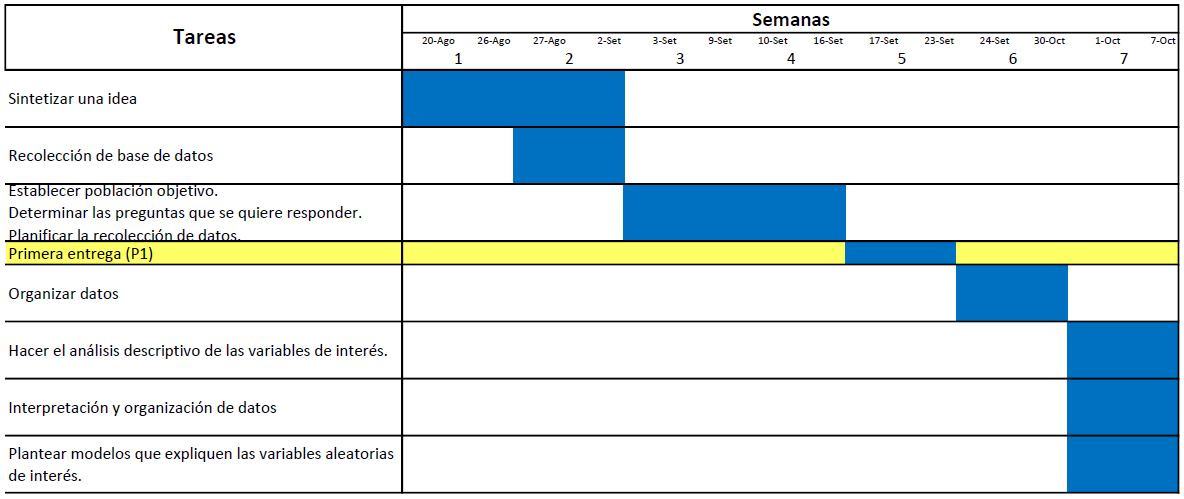 Tareas
Semanas
20-Ago 26-Ago 27-Ago 2-Set 3-Set 9-Set 10-Set 16-Set 17-Set 23-Set 24-Set 30-Oct 1-Oct 7-Oct
1 2 3 4 5 6 7
Sintetizar una idea
Recolección de base de datos
Establecer población objetivo.
Determinar las preguntas que se quiere responder.
Planificar la recolección de datos.
Primera entrega (P1)
Organizar datos
Hacer el análisis descriptivo de las variables de interés.
Interpretación y organización de datos
Plantear modelos que expliquen las variables aleatorias
de interés.